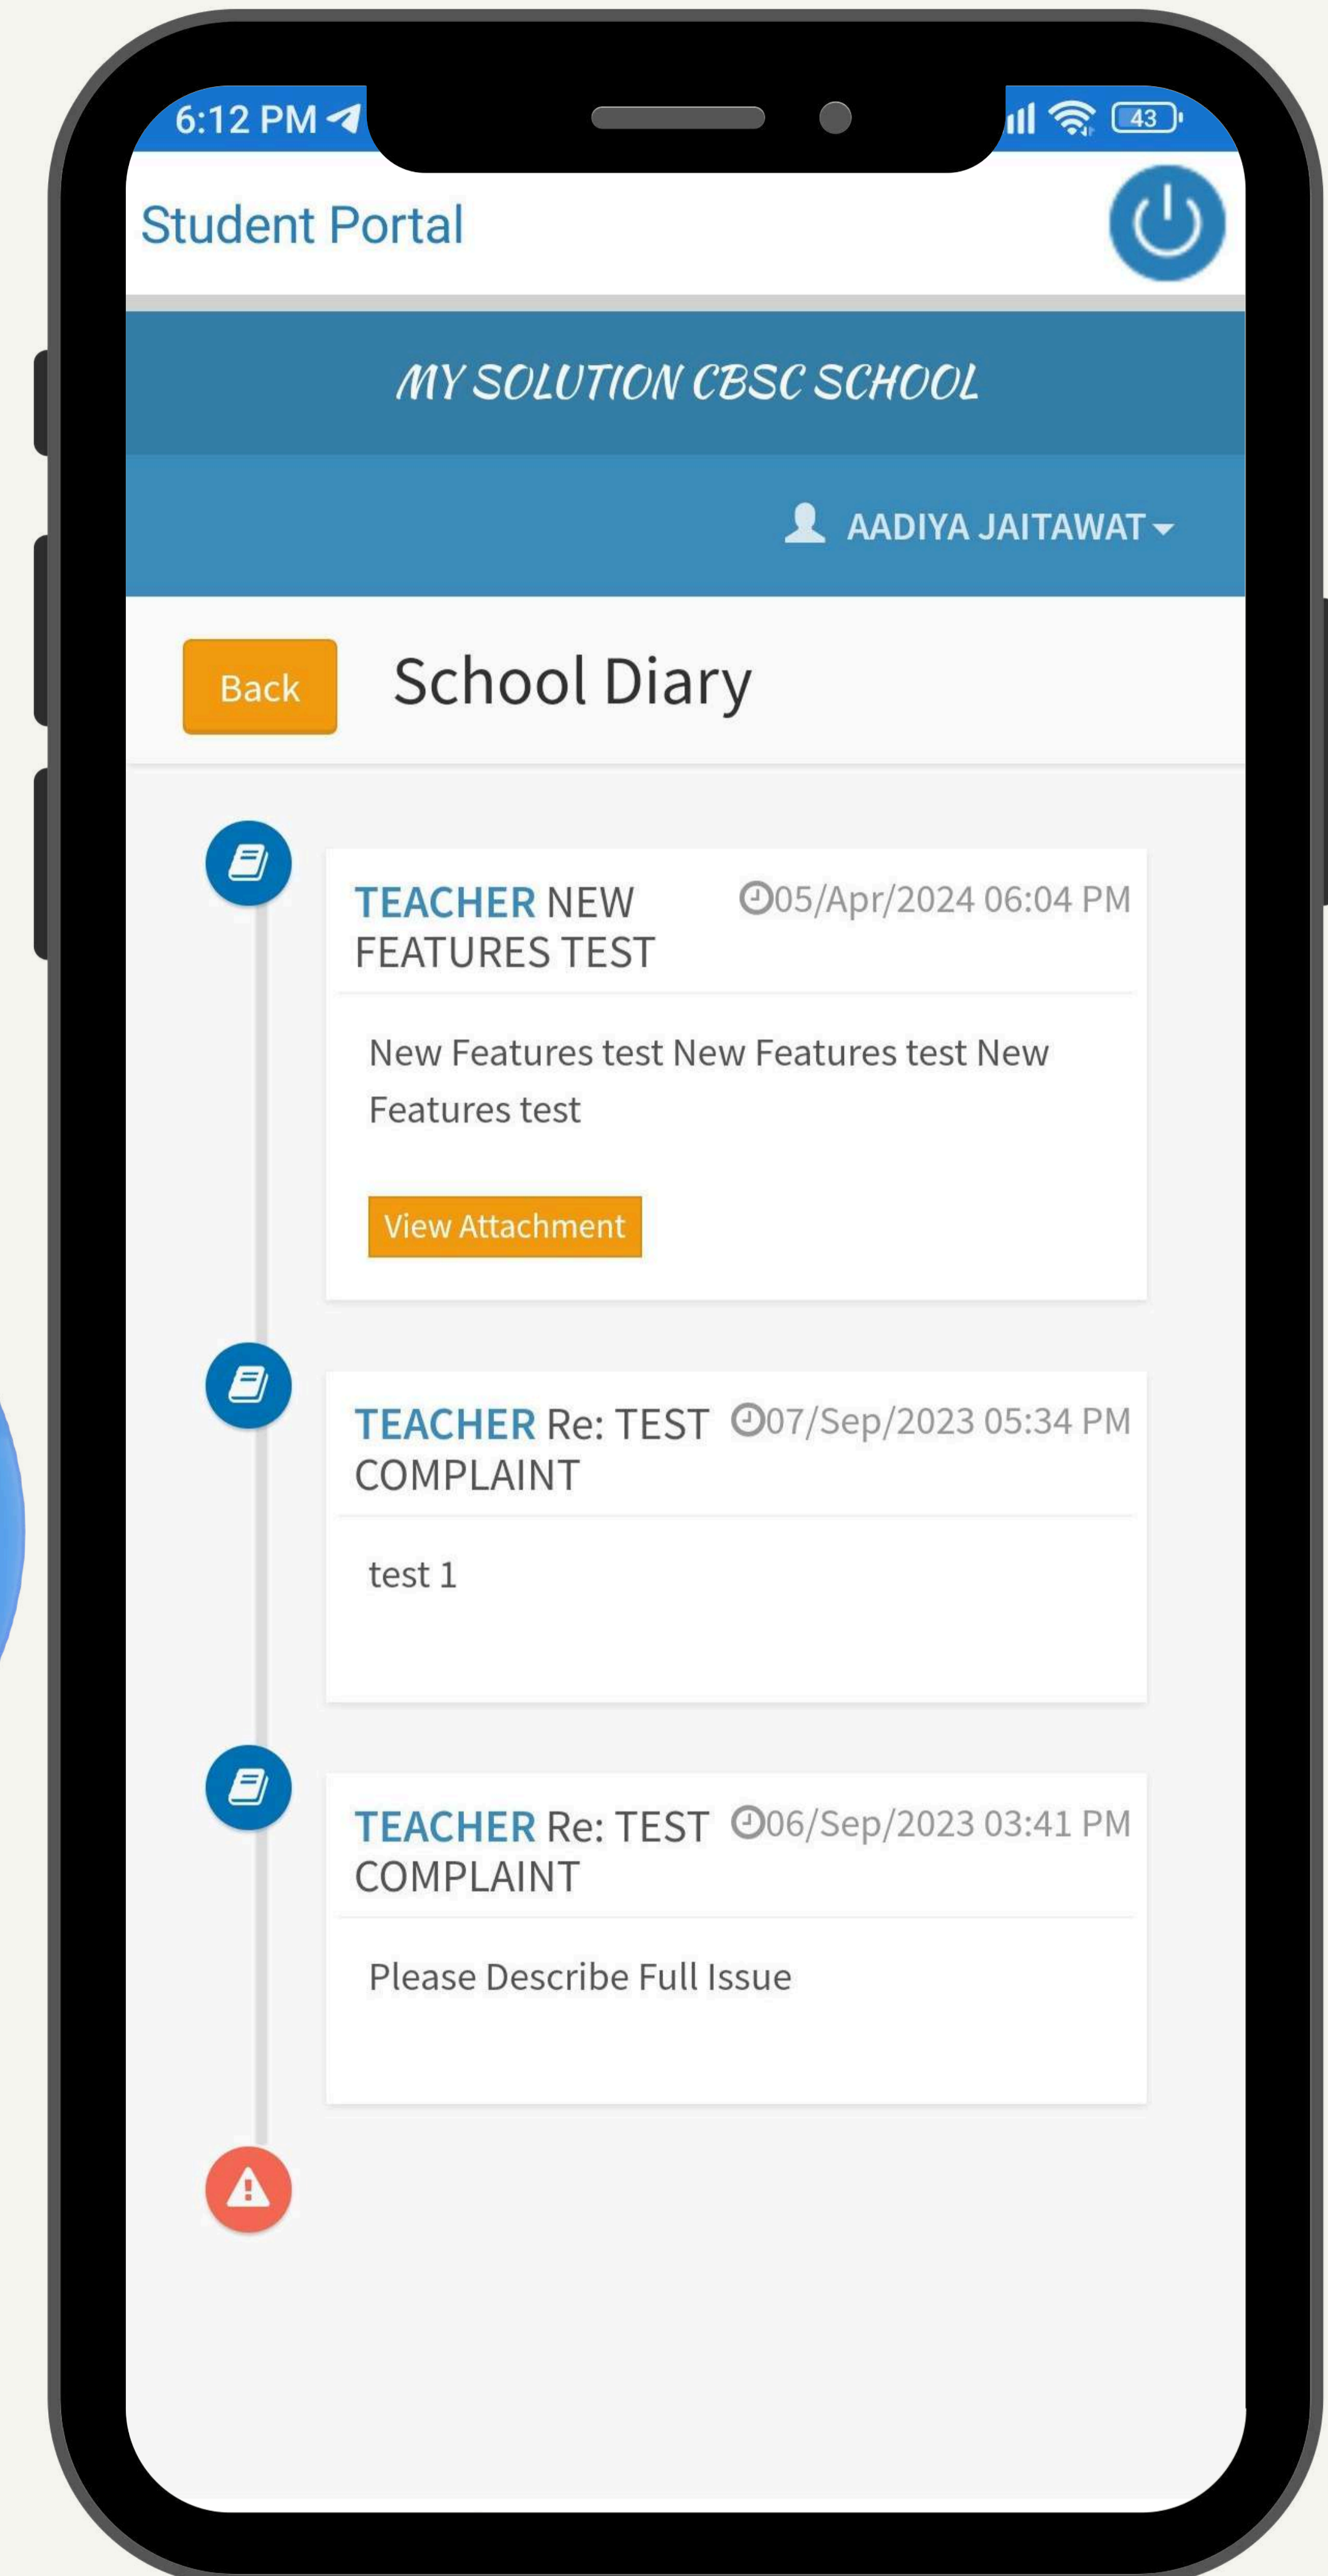 6:12 PM
43
Student Portal
MY SOLUTION CBSC SCHOOL
AADIYA JAITAWAT
Back
School Diary
TEACHER NEW
05/Apr/2024 06:04 PM
FEATURES TEST
New Features test New Features test New
Features test
View Attachment
TEACHER Re: TEST
07/Sep/2023 05:34 PM
COMPLAINT
test 1
TEACHER Re: TEST
06/Sep/2023 03:41 PM
COMPLAINT
Please Describe Full Issue